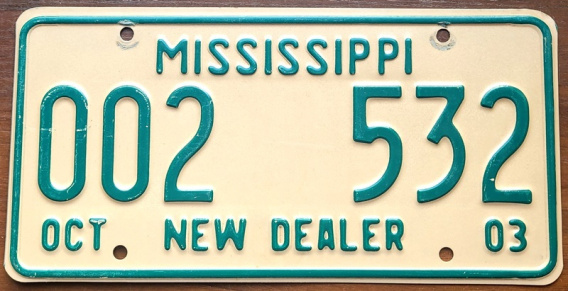 MISSISSIPPI
002 532
OCT NEW DEALER 03